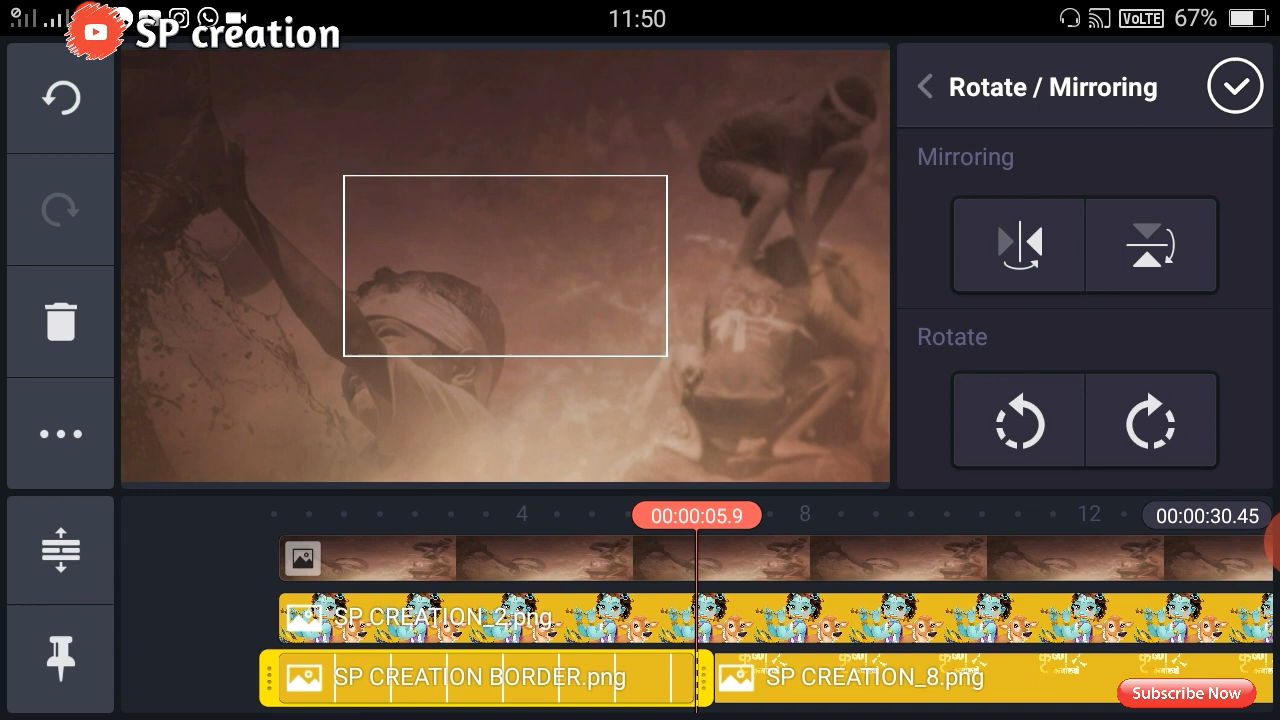 11:50
VoLTE 67%
SP creation
Rotate / Mirroring
Mirroring
Rotate
4
00:00:05.9
8
12
00:00:30.45
SP CREATION_2.png
SP CREATION BORDER.png
SP CREATION_8.png
Subscribe Now